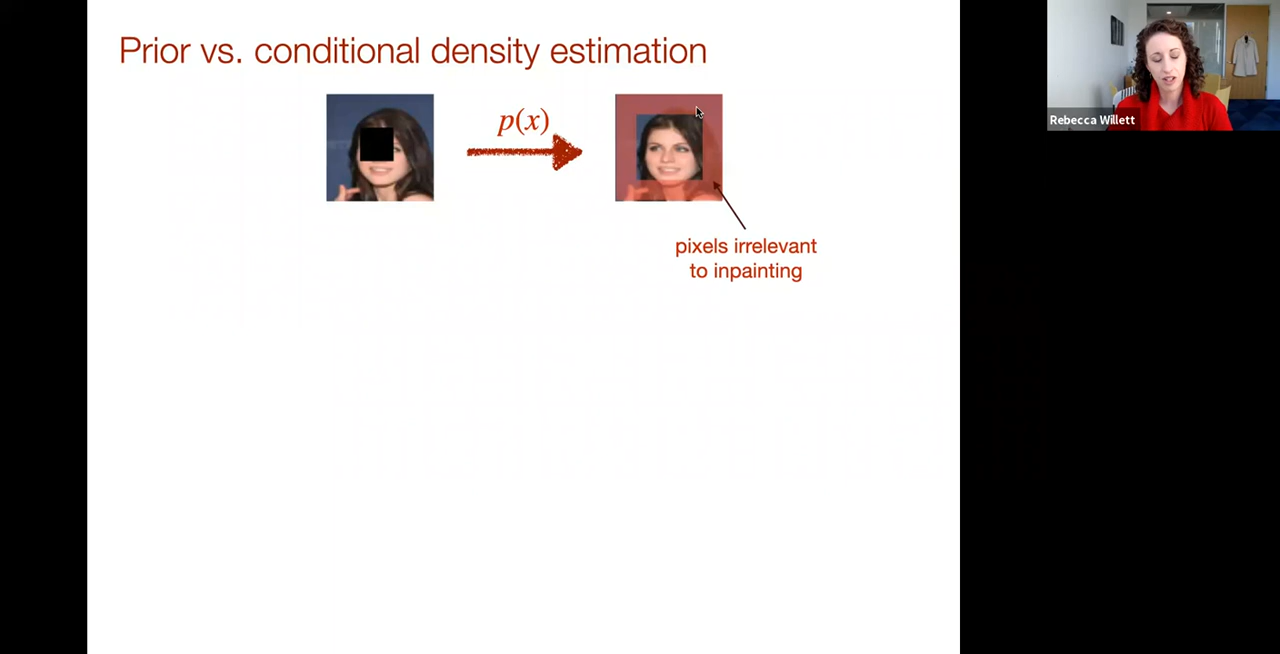 Prior vs. conditional density estimation
p(x)
pixels irrelevant
to inpainting
Rebecca Willett